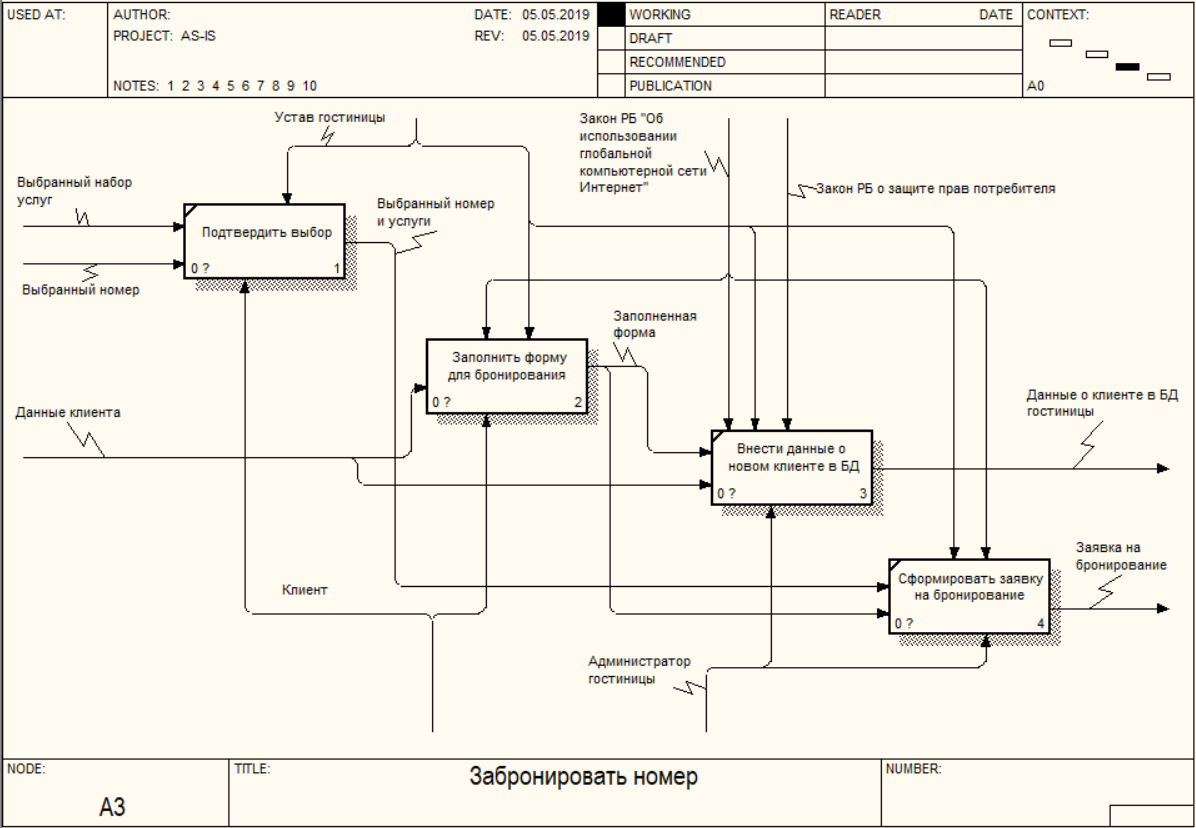 USED AT:
AUTHOR:
DATE: 05.05.2019
PROJECT: AS-IS
REV: 05.05.2019
NOTES: 1 2 3 4 5 6 7 8 9 10
WORKING
DRAFT
RECOMMENDED
PUBLICATION
READER
DATE
CONTEXT:
A0
Устав гостиницы
Закон РБ "Об
использовании
глобальной
компьютерной сети
Интернет"
Закон РБ о защите прав потребителя
Выбранный набор
услуг
Выбранный номер
Подтвердить выбор
0 ?
1
Выбранный номер
и услуги
Заполненная
форма
Заполнить форму
для бронирования
0 ?
2
Данные клиента
Данные о клиенте в БД
гостиницы
Внести данные о
новом клиенте в БД
0 ?
3
Заявка на
бронирование
Сформировать заявку
на бронирование
0 ?
4
Клиент
Администратор
гостиницы
NODE:
A3
TITLE:
Забронировать номер
NUMBER: